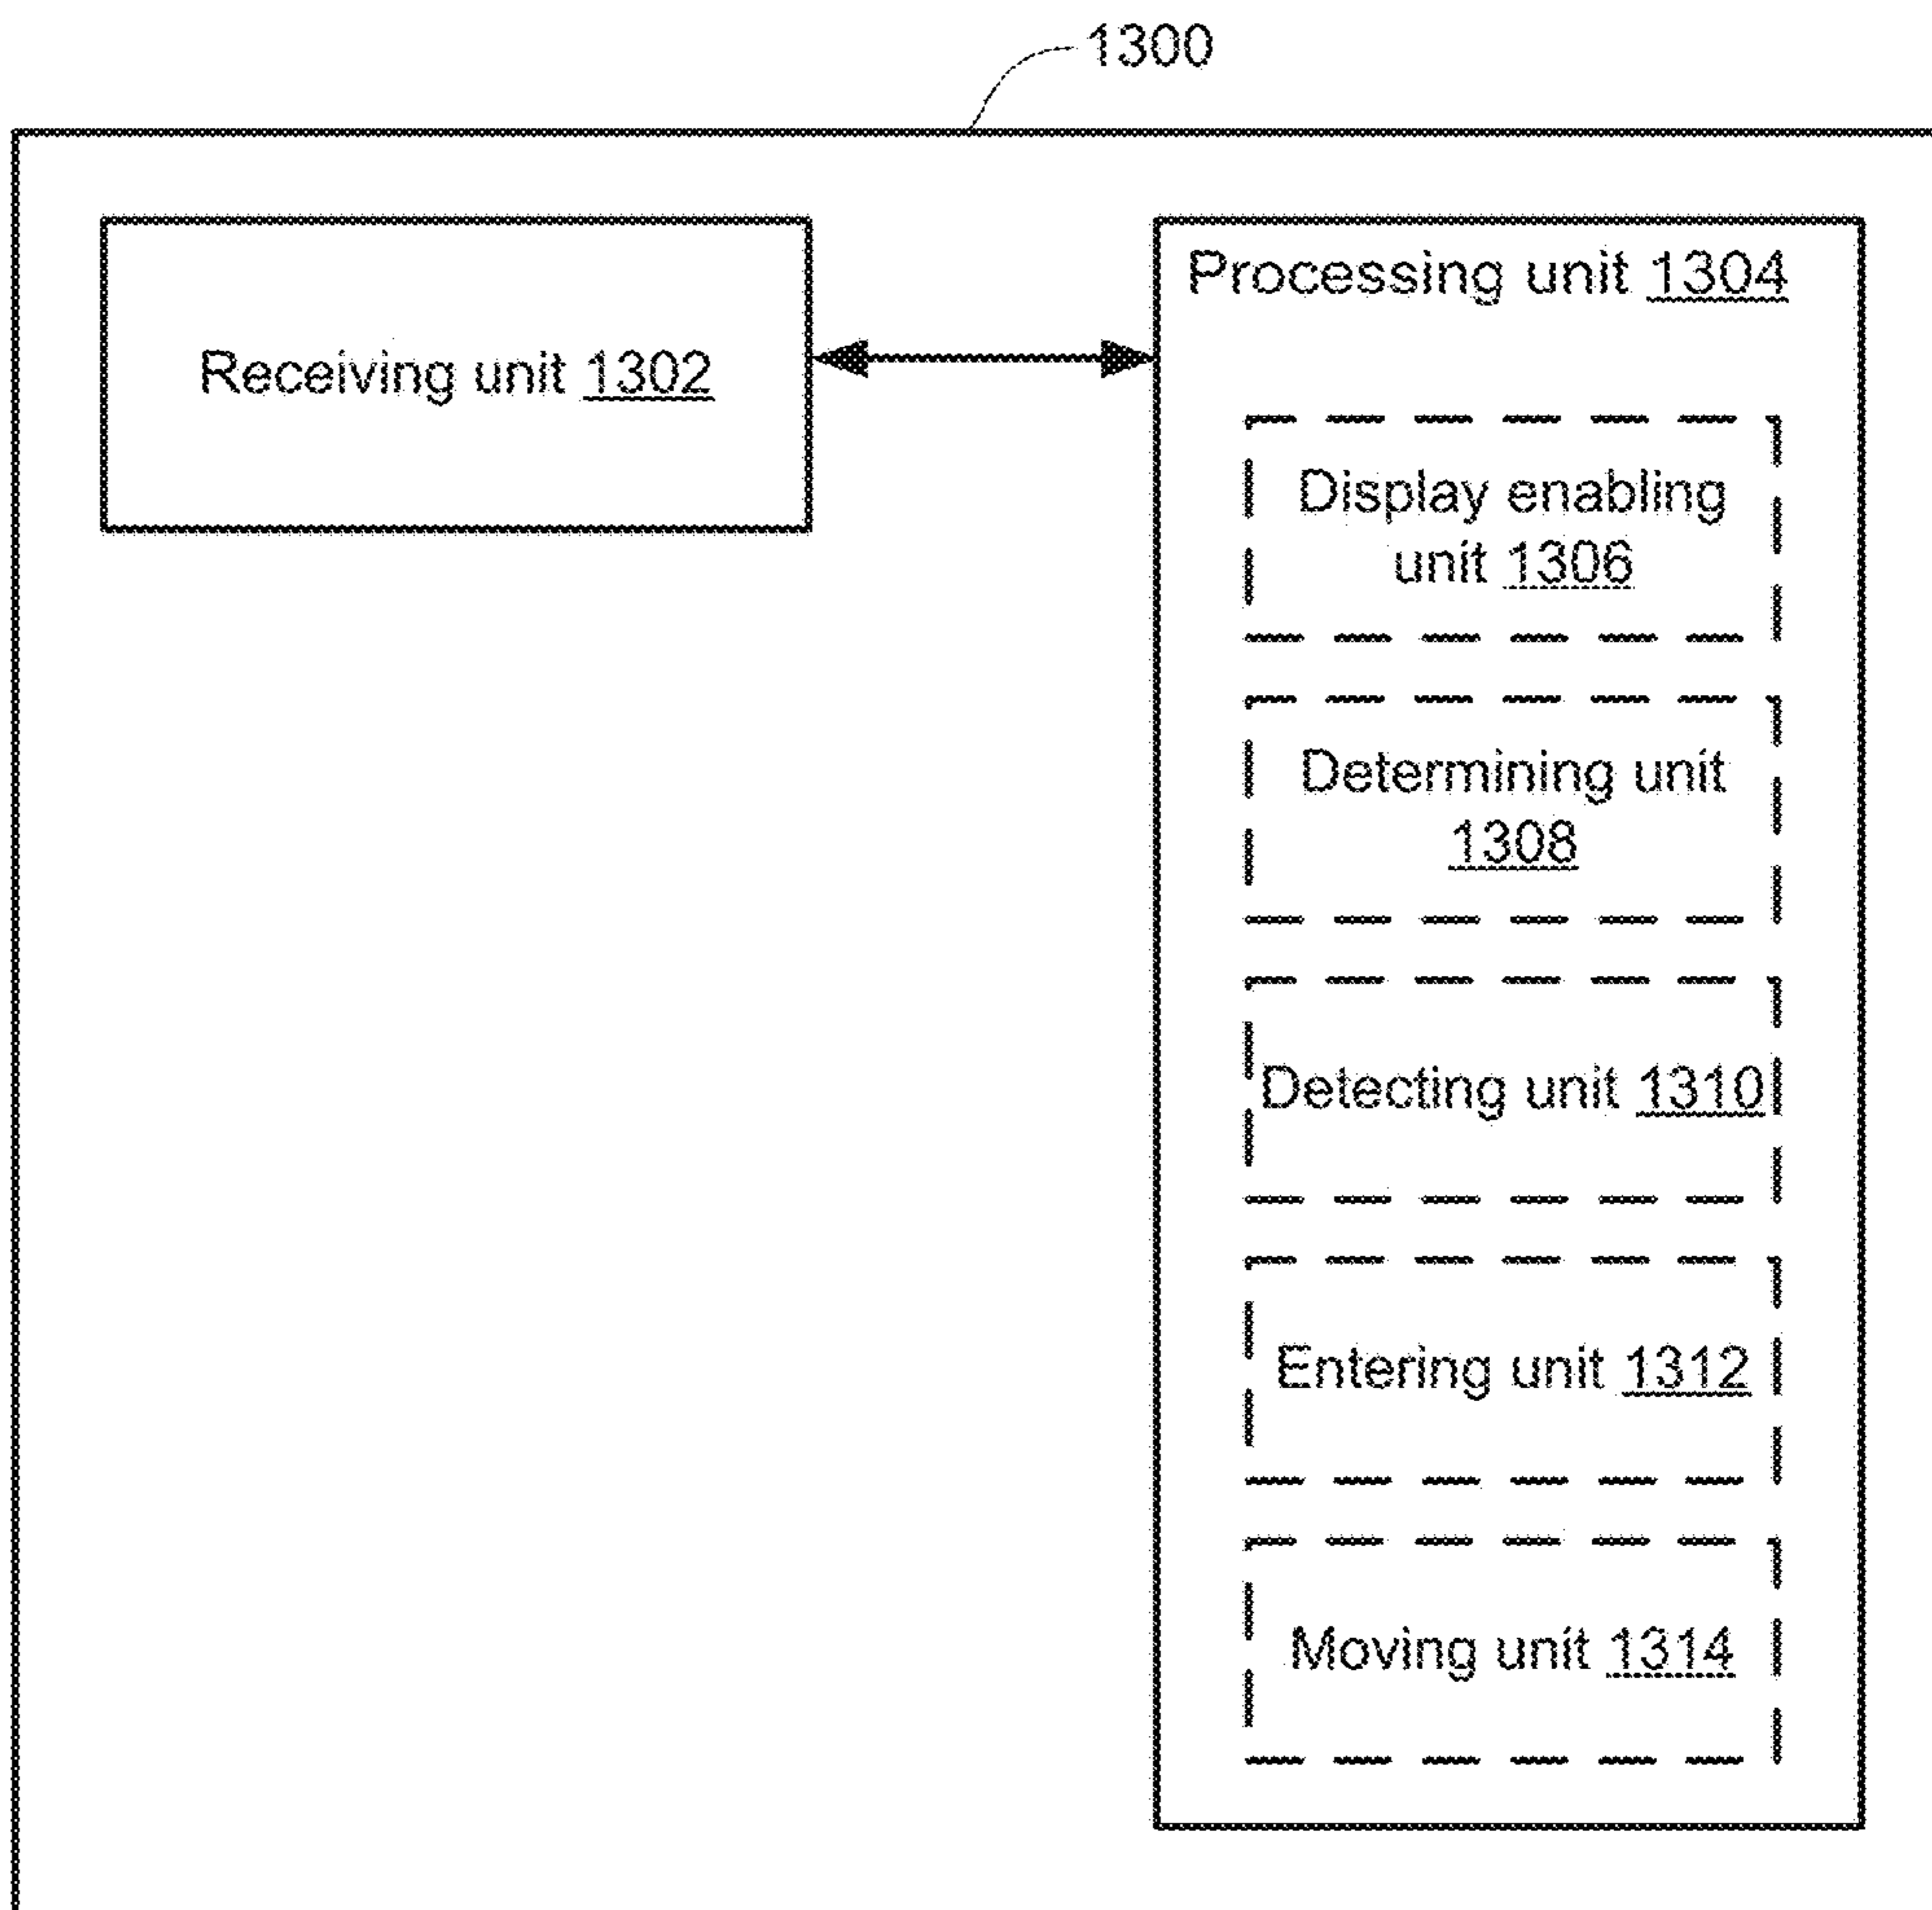 1300
Receiving unit 1302
Processing unit 1304
Display enabling
unit 1306
Determining unit
1308
Detecting unit 1310
Entering unit 1312
Moving unit 1314